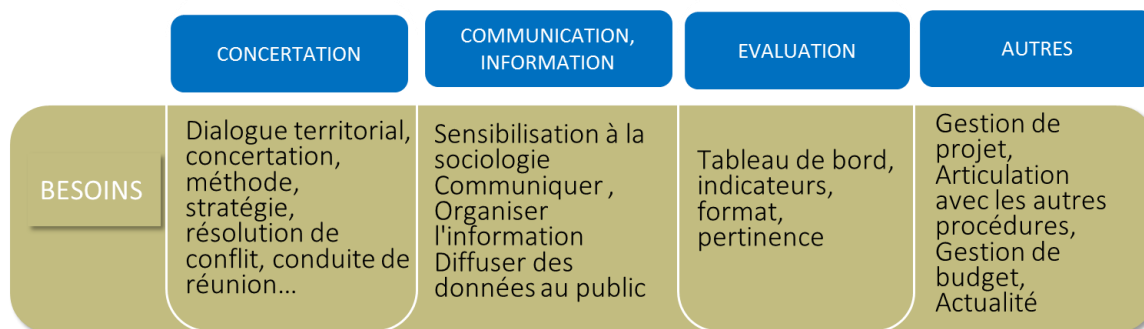 CONCERTATION
COMMUNICATION,
INFORMATION
EVALUATION
AUTRES
BESOINS
Dialogue territorial,
concertation,
méthode,
stratégie,
résolution de
conflit, conduite de
réunion...
Sensibilisation à la
sociologie
Communiquer ,
Organiser
l'information
Diffuser des
données au public
Tableau de bord,
indicateurs,
format,
pertinence
Gestion de
projet,
Articulation
avec les autres
procédures,
Gestion de
budget,
Actualité